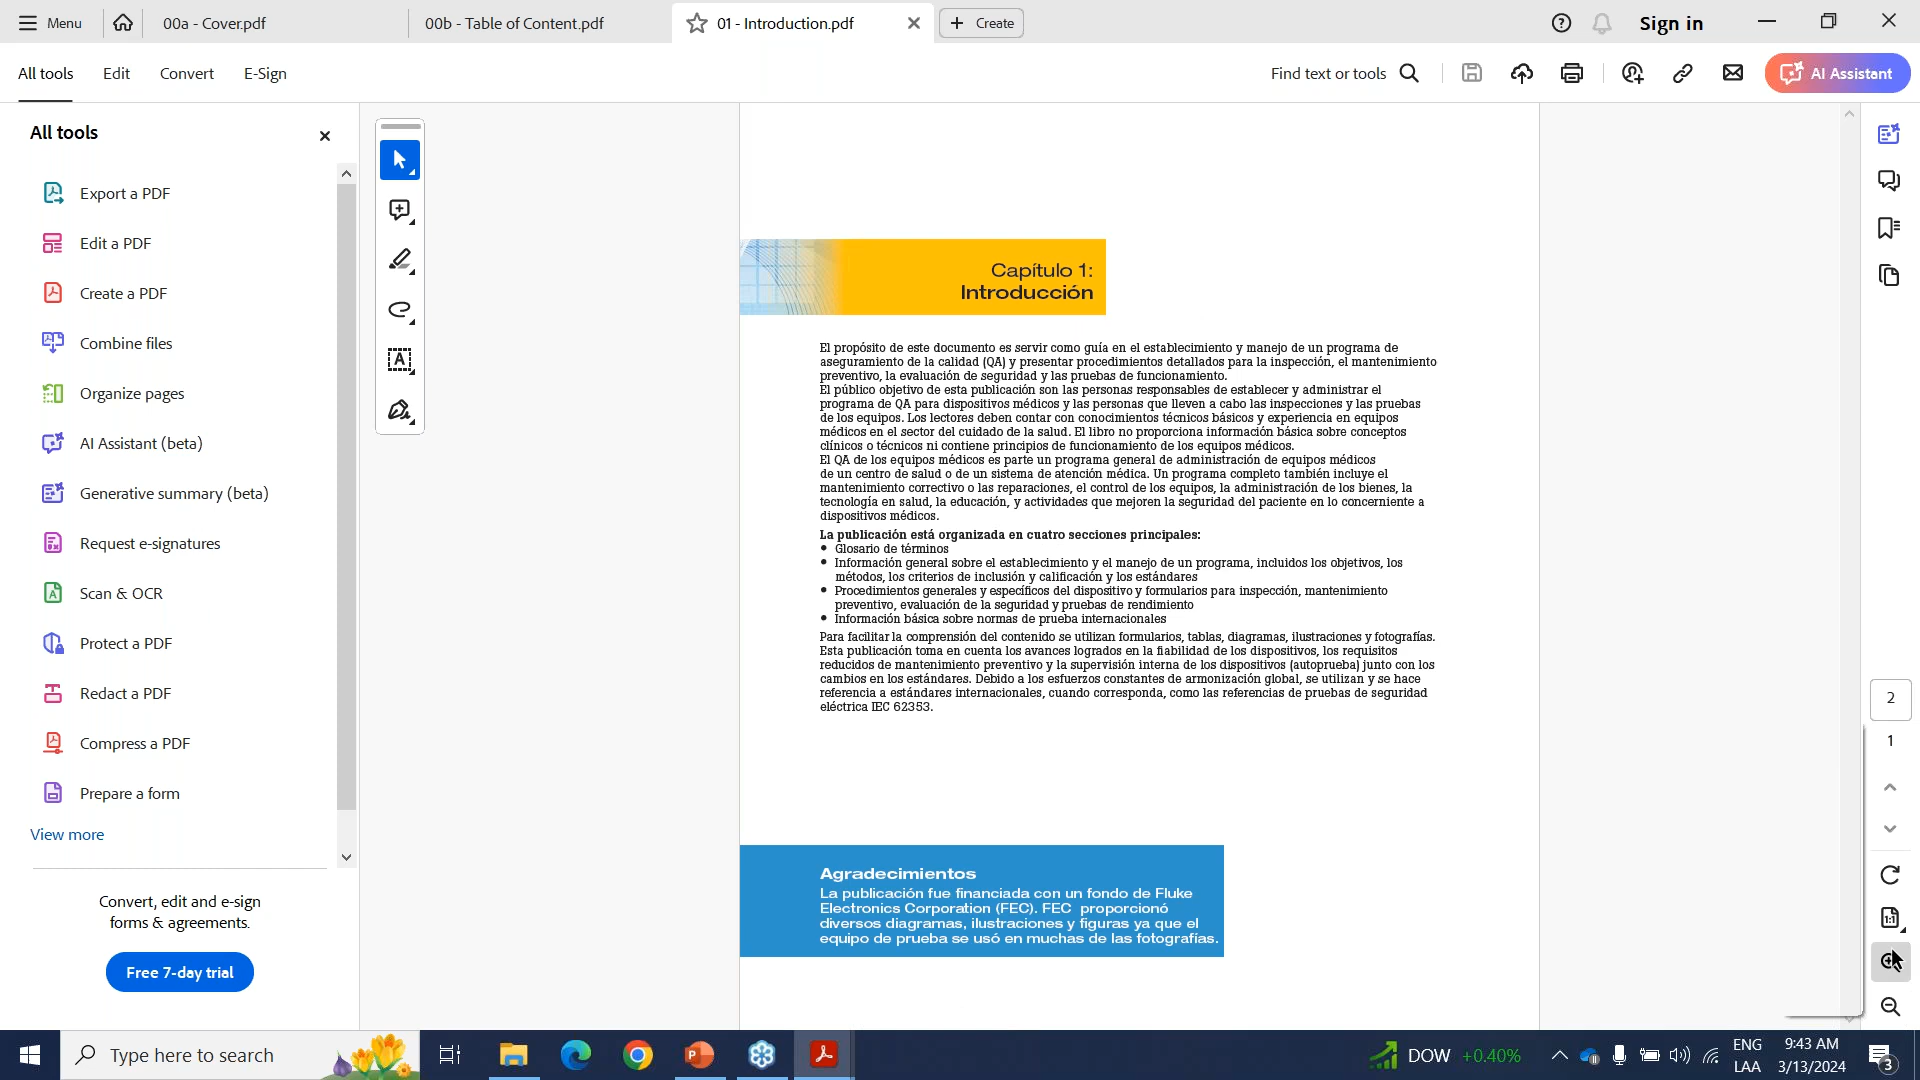 Menu
00a - Cover.pdf
00b - Table of Content.pdf
01 - Introduction.pdf
Create
Sign in
All tools
Edit
Convert
E-Sign
Find text or tools
AI Assistant
All tools
Export a PDF
Edit a PDF
Create a PDF
Combine files
Organize pages
AI Assistant (beta)
Generative summary (beta)
Request e-signatures
Scan & OCR
Protect a PDF
Redact a PDF
Compress a PDF
Prepare a form
View more
Convert, edit and e-sign
forms & agreements.
Free 7-day trial
Capítulo 1:
Introducción
El propósito de este documento es servir como guía en el establecimiento y manejo de un programa de
aseguramiento de la calidad (QA) y presentar procedimientos detallados para la inspección, el mantenimiento
preventivo, la evaluación de seguridad y las pruebas de funcionamiento.
El público objetivo de esta publicación son las personas responsables de establecer y administrar el
programa de QA para dispositivos médicos y las personas que lleven a cabo las inspecciones y las pruebas
de los equipos. Los lectores deben contar con conocimientos técnicos básicos y experiencia en equipos
médicos en el sector del cuidado de la salud. El libro no proporciona información básica sobre conceptos
clínicos o técnicos ni contiene principios de funcionamiento de los equipos médicos.
El QA de los equipos médicos es parte un programa general de administración de equipos médicos
de un centro de salud o de un sistema de atención médica. Un programa completo también incluye el
mantenimiento correctivo o las reparaciones, el control de los equipos, la administración de los bienes, la
tecnología en salud, la educación, y actividades que mejoren la seguridad del paciente en lo concerniente a
dispositivos médicos.
La publicación está organizada en cuatro secciones principales:
• Glosario de términos
• Información general sobre el establecimiento y el manejo de un programa, incluidos los objetivos, los
métodos, los criterios de inclusión y calificación y los estándares
• Procedimientos generales y específicos del dispositivo y formularios para inspección, mantenimiento
preventivo, evaluación de la seguridad y pruebas de rendimiento
• Información básica sobre normas de prueba internacionales
Para facilitar la comprensión del contenido se utilizan formularios, tablas, diagramas, ilustraciones y fotografías.
Esta publicación toma en cuenta los avances logrados en la fiabilidad de los dispositivos, los requisitos
reducidos de mantenimiento preventivo y la supervisión interna de los dispositivos (autoprueba) junto con los
cambios en los estándares. Debido a los esfuerzos constantes de armonización global, se utilizan y se hace
referencia a estándares internacionales, cuando corresponda, como las referencias de pruebas de seguridad
eléctrica IEC 62353.
Agradecimientos
La publicación fue financiada con un fondo de Fluke
Electronics Corporation (FEC). FEC proporcionó
diversos diagramas, ilustraciones y figuras ya que el
equipo de prueba se usó en muchas de las fotografías.
2
1
1:1
Type here to search
DOW +0.40%
ENG
LAA
9:43 AM
3/13/2024
3